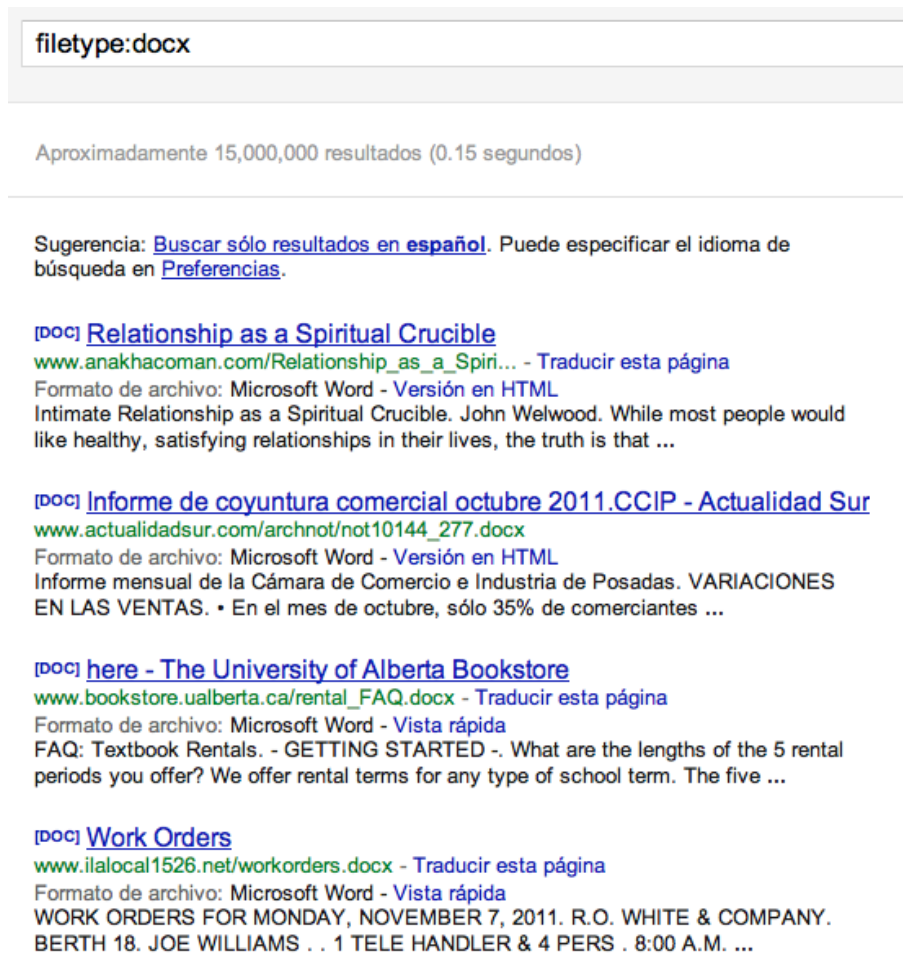 filetype:docx
Aproximadamente 15,000,000 resultados (0.15 segundos)
Sugerencia: Buscar sólo resultados en español. Puede especificar el idioma de
búsqueda en Preferencias.
[DOC] Relationship as a Spiritual Crucible
www.anakhacoman.com/Relationship_as_a_Spiri... - Traducir esta página
Formato de archivo: Microsoft Word - Versión en HTML
Intimate Relationship as a Spiritual Crucible. John Welwood. While most people would
like healthy, satisfying relationships in their lives, the truth is that ...
[DOC] Informe de coyuntura comercial octubre 2011.CCIP - Actualidad Sur
www.actualidadsur.com/archnot/not10144_277.docx
Formato de archivo: Microsoft Word - Versión en HTML
Informe mensual de la Cámara de Comercio e Industria de Posadas. VARIACIONES
EN LAS VENTAS. • En el mes de octubre, sólo 35% de comerciantes ...
[DOC] here - The University of Alberta Bookstore
www.bookstore.ualberta.ca/rental_FAQ.docx - Traducir esta página
Formato de archivo: Microsoft Word - Vista rápida
FAQ: Textbook Rentals. - GETTING STARTED -. What are the lengths of the 5 rental
periods you offer? We offer rental terms for any type of school term. The five ...
[DOC] Work Orders
www.ilalocal1526.net/workorders.docx - Traducir esta página
Formato de archivo: Microsoft Word - Vista rápida
WORK ORDERS FOR MONDAY, NOVEMBER 7, 2011. R.O. WHITE & COMPANY.
BERTH 18. JOE WILLIAMS . . 1 TELE HANDLER & 4 PERS . 8:00 A.M. ...